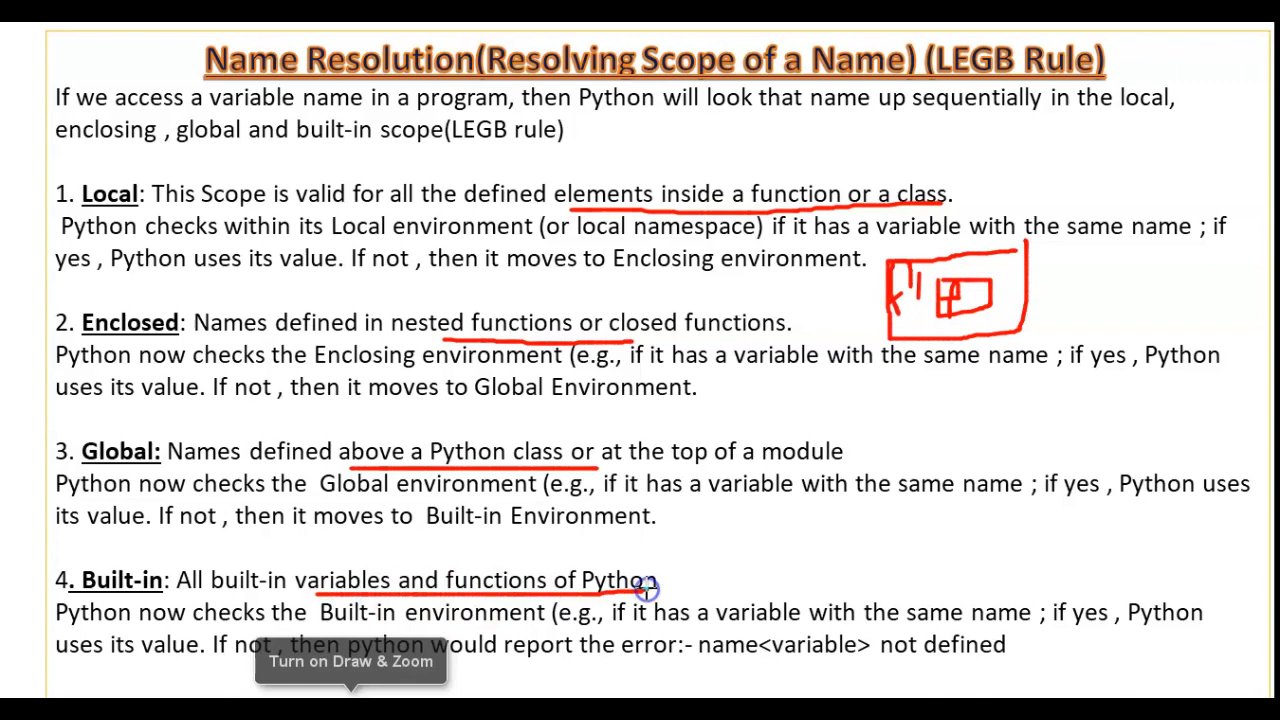 Name Resolution(Resolving Scope of a Name) (LEGB Rule)
If we access a variable name in a program, then Python will look that name up sequentially in the local,
enclosing , global and built-in scope(LEGB rule)
1. Local: This Scope is valid for all the defined elements inside a function or a class.
Python checks within its Local environment (or local namespace) if it has a variable with the same name ; if
yes , Python uses its value. If not , then it moves to Enclosing environment.
2. Enclosed: Names defined in nested functions or closed functions.
Python now checks the Enclosing environment (e.g., if it has a variable with the same name ; if yes , Python
uses its value. If not , then it moves to Global Environment.
3. Global: Names defined above a Python class or at the top of a module
Python now checks the Global environment (e.g., if it has a variable with the same name ; if yes , Python uses
its value. If not , then it moves to Built-in Environment.
4. Built-in: All built-in variables and functions of Python
Python now checks the Built-in environment (e.g., if it has a variable with the same name ; if yes , Python
uses its value. If not , then python would report the error:- name<variable> not defined
Turn on Draw & Zoom